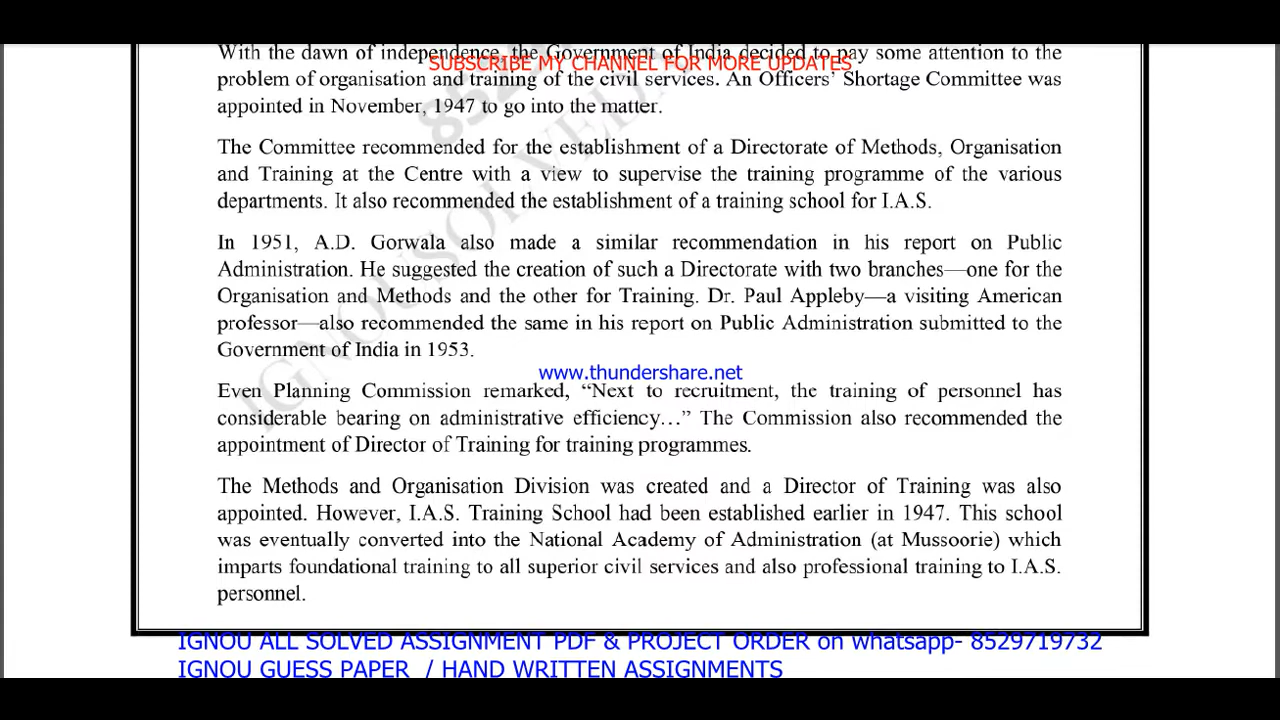 With the dawn of independence, the Government of India decided to pay some attention to the
SUBSCRIBE MY CHANNEL FOR MORE UPDATES
problem of organisation and training of the civil services. An Officers' Shortage Committee was
appointed in November, 1947 to go into the matter.
The Committee recommended for the establishment of a Directorate of Methods, Organisation
and Training at the Centre with a view to supervise the training programme of the various
departments. It also recommended the establishment of a training school for I.A.S.
In 1951, A.D. Gorwala also made a similar recommendation in his report on Public
Administration. He suggested the creation of such a Directorate with two branches—one for the
Organisation and Methods and the other for Training. Dr. Paul Appleby—a visiting American
professor—also recommended the same in his report on Public Administration submitted to the
Government of India in 1953.
www.thundershare.net
Even Planning Commission remarked, “Next to recruitment, the training of personnel has
considerable bearing on administrative efficiency…” The Commission also recommended the
appointment of Director of Training for training programmes.
The Methods and Organisation Division was created and a Director of Training was also
appointed. However, I.A.S. Training School had been established earlier in 1947. This school
was eventually converted into the National Academy of Administration (at Mussoorie) which
imparts foundational training to all superior civil services and also professional training to I.A.S.
personnel.
IGNOU ALL SOLVED ASSIGNMENT PDF & PROJECT ORDER on whatsapp- 8529719732
IGNOU GUESS PAPER / HAND WRITTEN ASSIGNMENTS